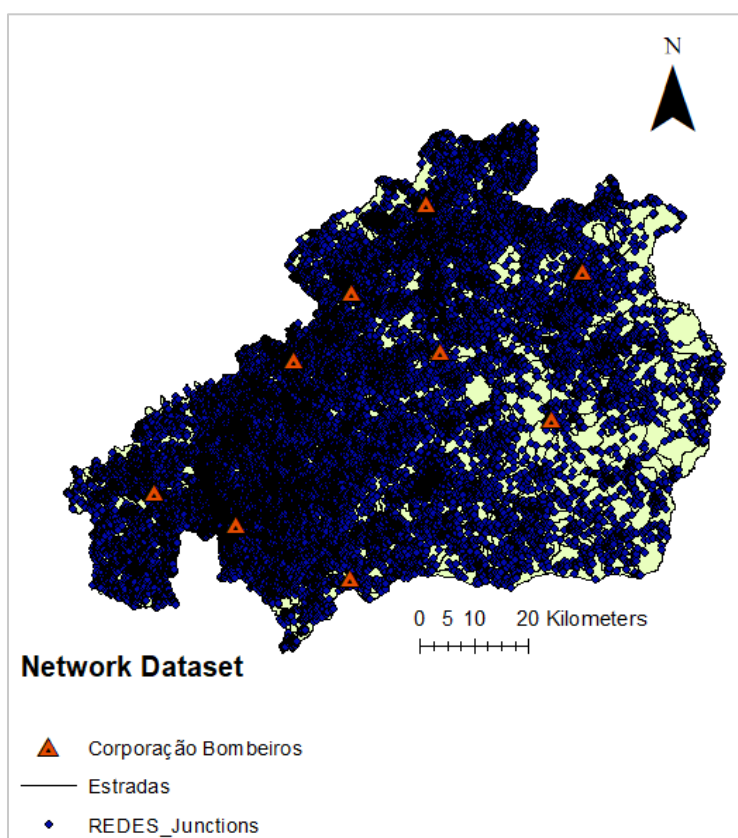 N
0 5 10 20 Kilometers
Network Dataset
Corporação Bombeiros
Estradas
REDES_Junctions